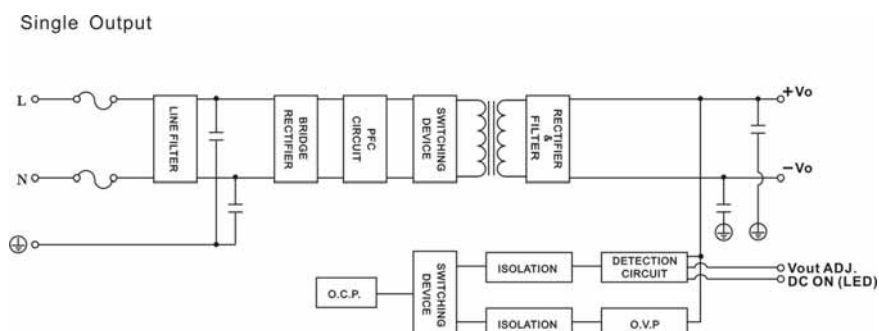 Single Output
L
N
LINE FILTER
BRIDGE
RECTIFIER
PFC
CIRCUIT
SWITCHING
DEVICE
RECTIFIER
&
FILTER
+Vo
−Vo
O.C.P.
SWITCHING
DEVICE
ISOLATION
DETECTION
CIRCUIT
Vout ADJ.
DC ON (LED)
ISOLATION
O.V.P